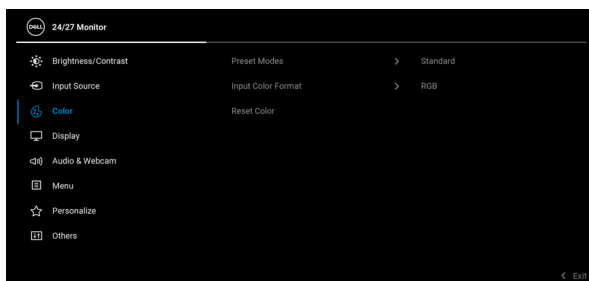 DELL 24/27 Monitor
Brightness/Contrast Preset Modes > Standard
Input Source Input Color Format > RGB
Color Reset Color
Display
Audio & Webcam
Menu
Personalize
Others
< Exit